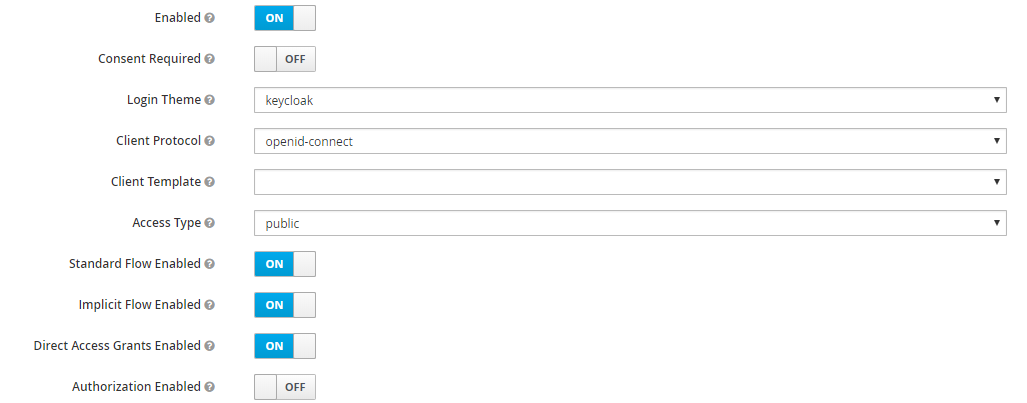 Enabled ? ON
Consent Required ? OFF
Login Theme ? keycloak
Client Protocol ? openid-connect
Client Template ?
Access Type ? public
Standard Flow Enabled ? ON
Implicit Flow Enabled ? ON
Direct Access Grants Enabled ? ON
Authorization Enabled ? OFF